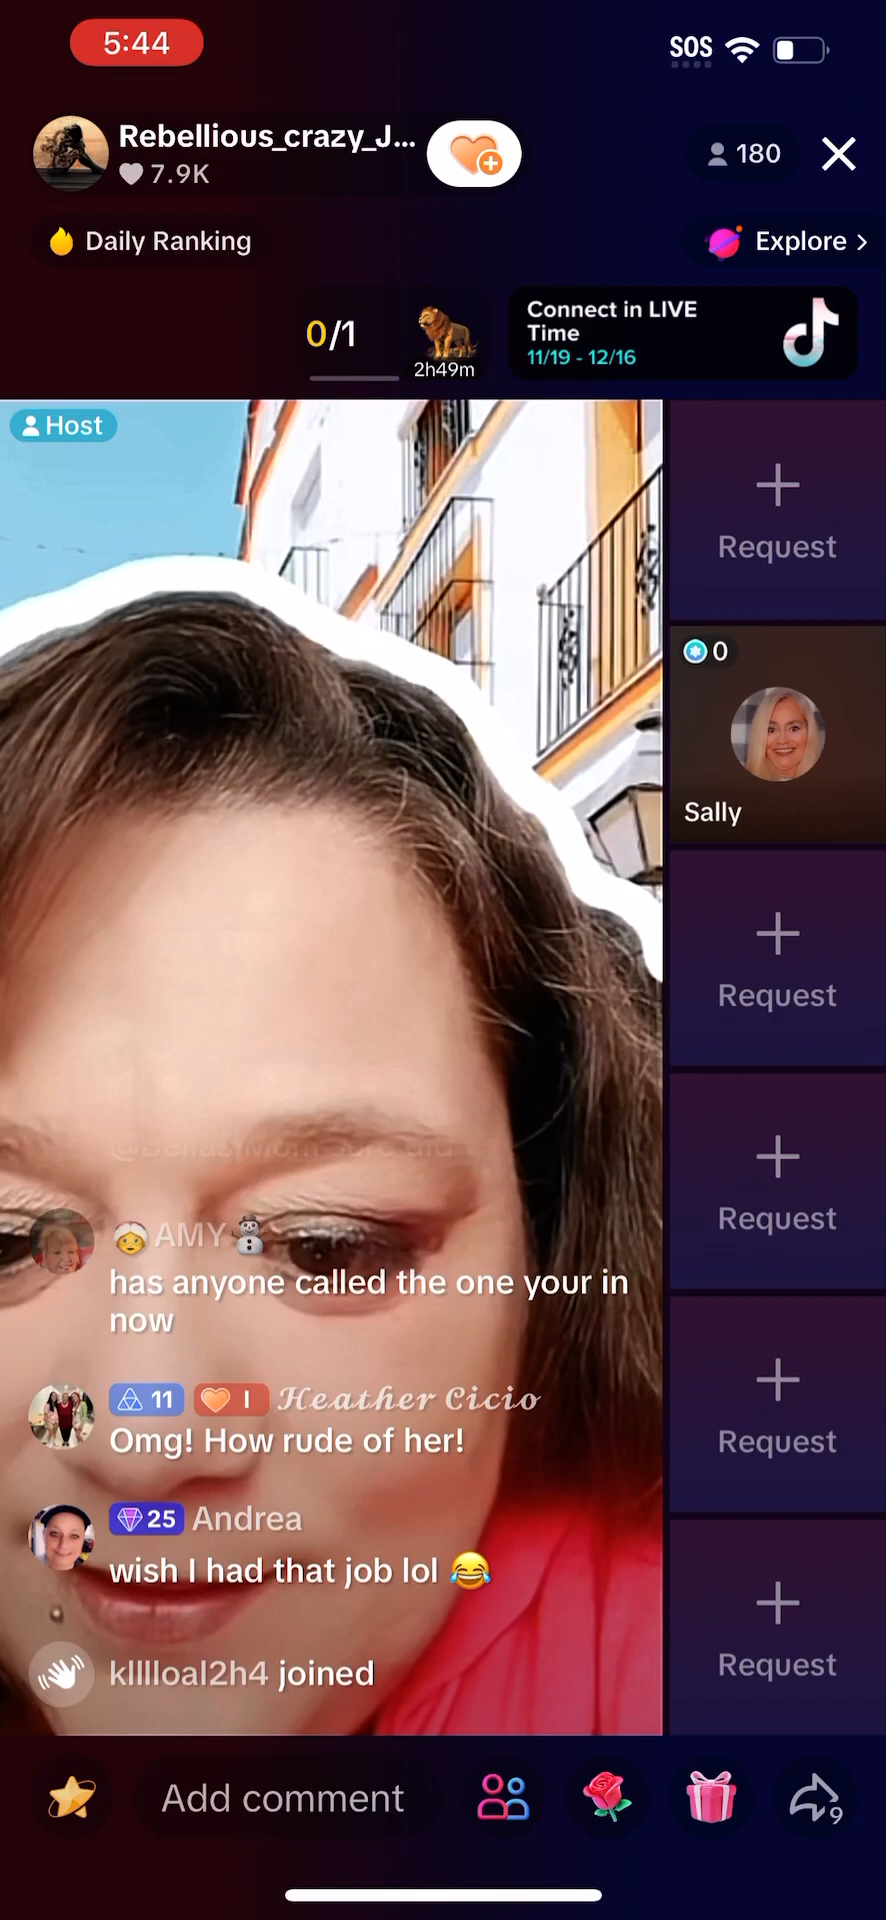 5:44
SOS
Rebellious_crazy_J...
7.9K
180
Daily Ranking
Explore >
0/1
2h49m
Connect in LIVE
Time
11/19 - 12/16
Host
Request
0
Sally
Request
Request
Request
Request
👵AMY⛄
has anyone called the one your in
now
11 I Heather Cicio
Omg! How rude of her!
25 Andrea
wish I had that job lol 😂
klllloal2h4 joined
Add comment
9